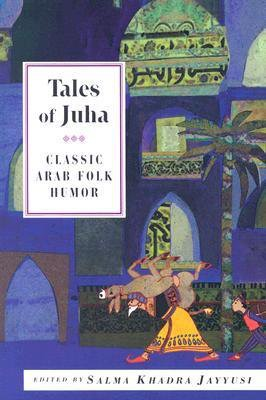 Tales
of Juha
CLASSIC
ARAB FOLK
HUMOR
EDITED BY SALMA KHADRA JAYYUSI